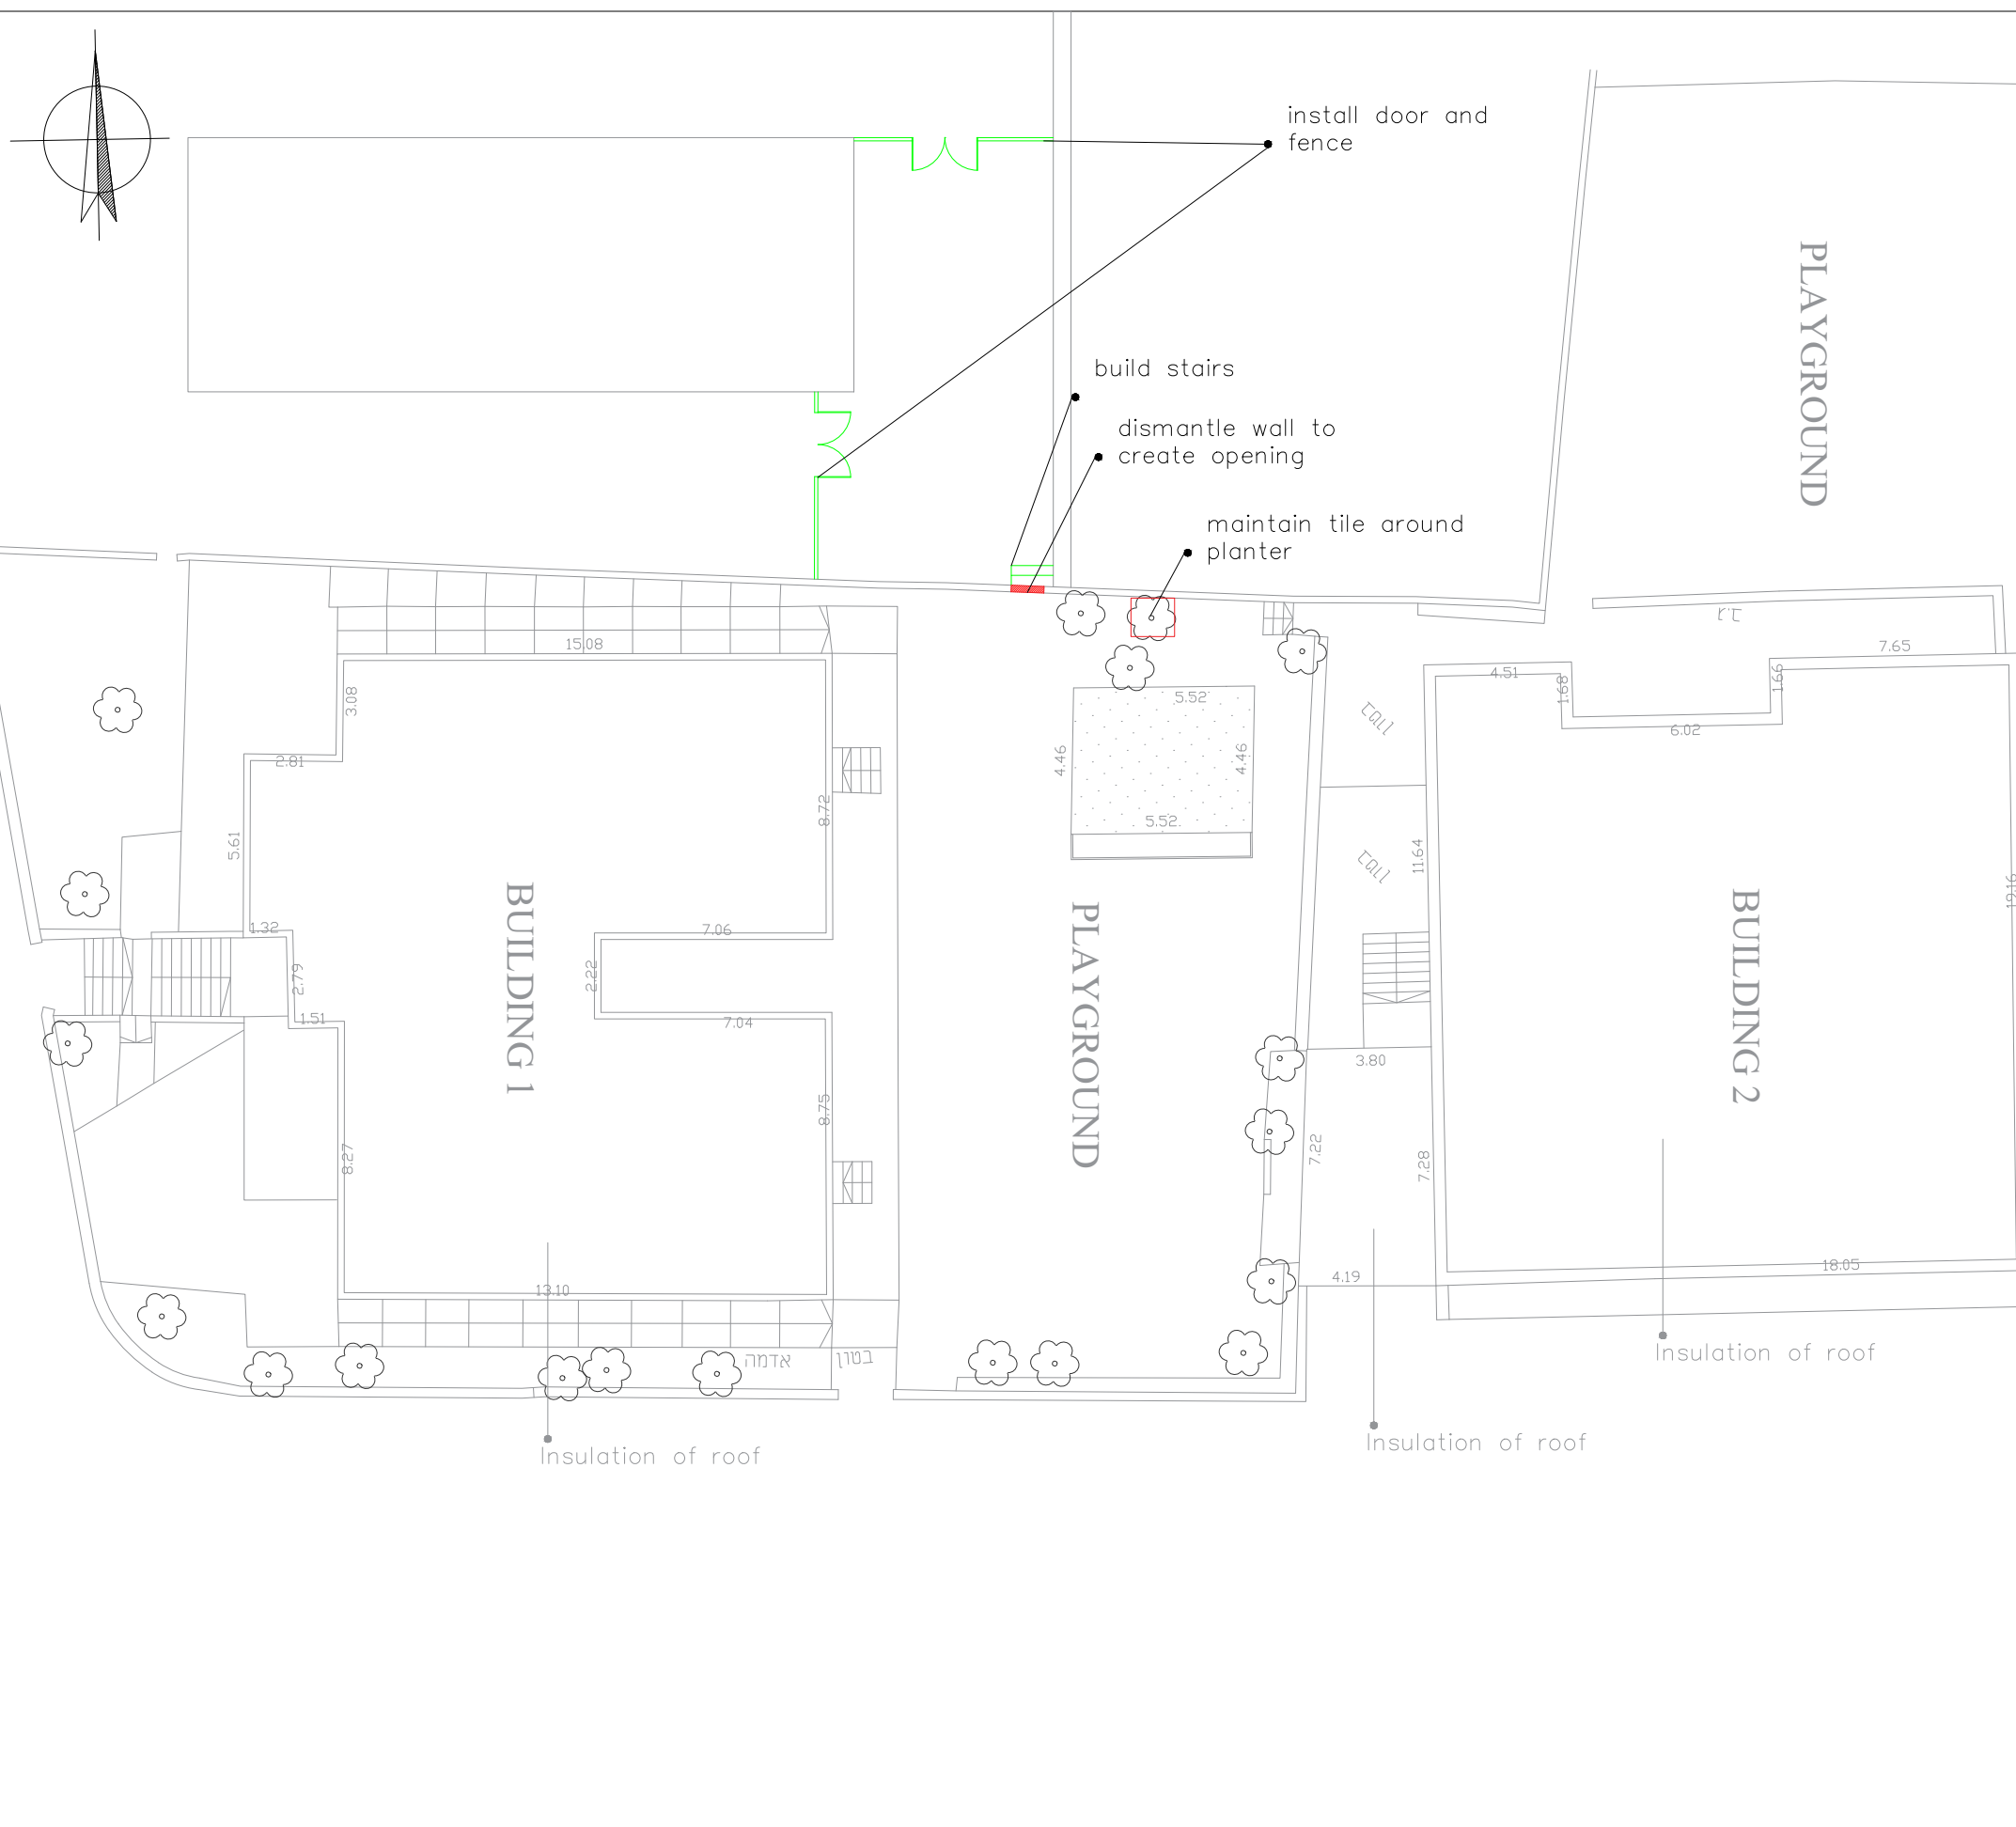 install door and
fence
build stairs
dismantle wall to
create opening
maintain tile around
planter
PLAYGROUND
15.08
3.08
2.81
5.61
8.72
1.32
2.79
1.51
7.06
2.22
7.04
8.27
8.75
13.10
BUILDING 1
5.52
4.46
4.46
5.52
PLAYGROUND
4.51
1.68
6.02
1.66
7.65
11.64
3.80
7.22
7.28
4.19
18.05
BUILDING 2
אדמה
בטון
Insulation of roof
Insulation of roof
Insulation of roof